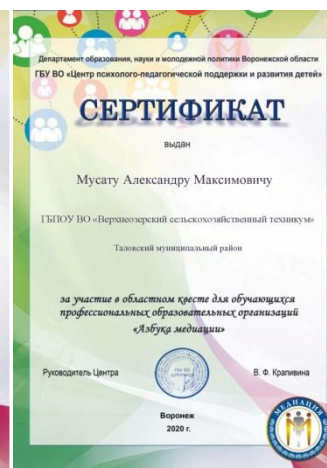 Департамент образования, науки и молодежной политики Воронежской области
ГБУ ВО «Центр психолого-педагогической поддержки и развития детей»
СЕРТИФИКАТ
выдан
Мусату Александру Максимовичу
ГБПОУ ВО «Верхнеозерский сельскохозяйственный техникум»
Таловский муниципальный район
за участие в областном квесте для обучающихся
профессиональных образовательных организаций
«Азбука медиации»
Руководитель Центра
В. Ф. Крапивина
Воронеж
2020 г.
МЕДИАЦИЯ